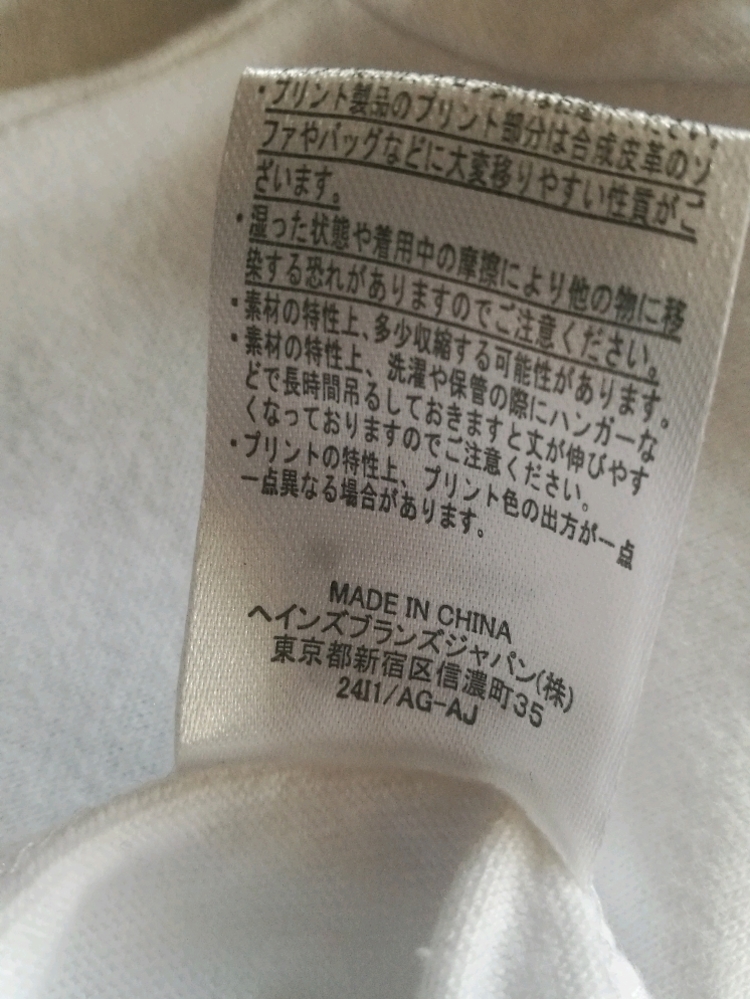 ・プリント製品のプリント部分は合成皮革のソ
ファやバッグなどに大変移りやすい性質がご
ざいます。
・湿った状態や着用中の摩擦により他の物に移
染する恐れがありますのでご注意ください。
・素材の特性上、多少収縮する可能性があります。
・素材の特性上、洗濯や保管の際にハンガーな
どで長時間吊るしておきますと丈が伸びやす
くなっておりますのでご注意ください。
・プリントの特性上、プリント色の出方が一点
一点異なる場合があります。
MADE IN CHINA
ヘインズブランズジャパン(株)
東京都新宿区信濃町35
24I1/AG-AJ